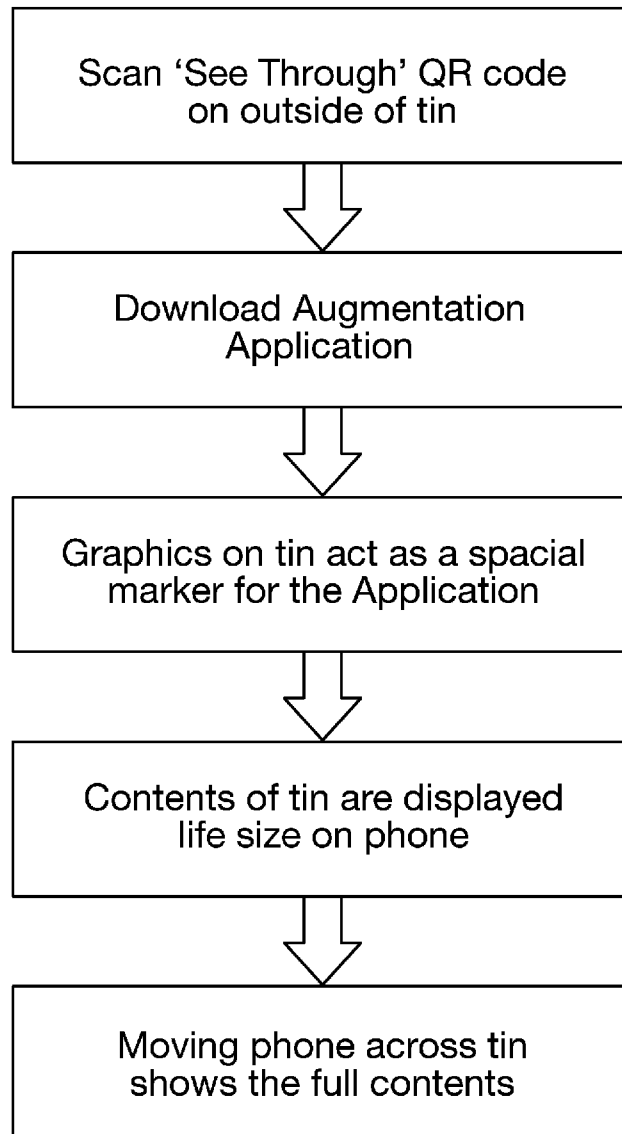 Scan ‘See Through’ QR code
on outside of tin
Download Augmentation
Application
Graphics on tin act as a spacial
marker for the Application
Contents of tin are displayed
life size on phone
Moving phone across tin
shows the full contents